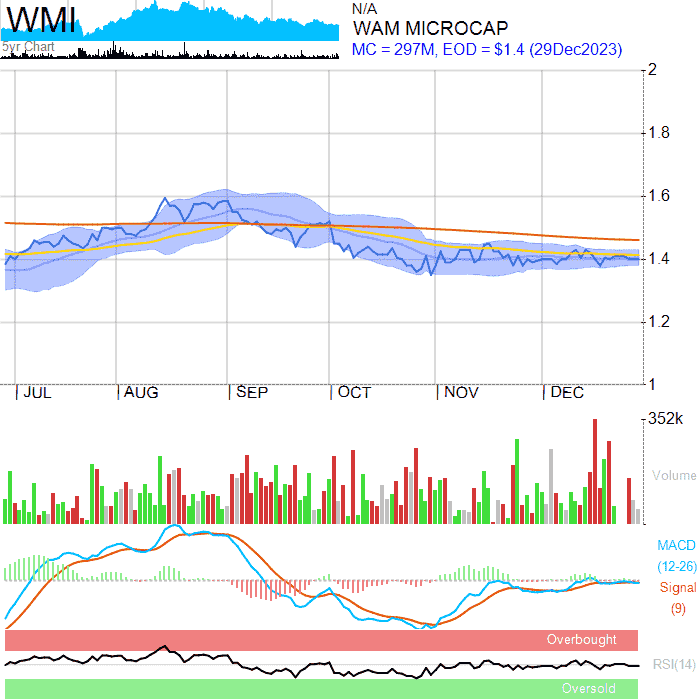 WMI
5yr Chart
N/A
WAM MICROCAP
MC = 297M, EOD = $1.4 (29Dec2023)
2
1.8
1.6
1.4
1.2
1
JUL AUG SEP OCT NOV DEC
352k
Volume
MACD
(12-26)
Signal
(9)
Overbought
RSI(14)
Oversold